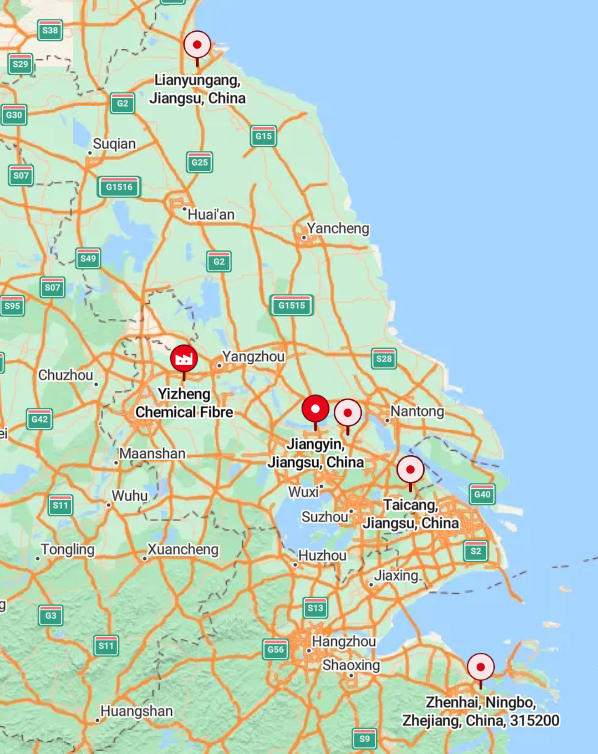 S38
S29
Lianyungang,
Jiangsu, China
G2
G30
G15
Suqian
G25
S07
G1516
Huai'an
Yancheng
S49
G2
S07
S95
G1515
Yangzhou
S28
Chuzhou
Yizheng
Chemical Fibre
G42
Nantong
Jiangyin,
Jiangsu, China
Maanshan
Wuxi
Wuhu
G40
Taicang,
Jiangsu, China
S11
Suzhou
Tongling
Xuancheng
Huzhou
S2
Jiaxing
G3
S13
S11
G56
Hangzhou
Shaoxing
Zhenhai, Ningbo,
Zhejiang, China, 315200
Huangshan
S9